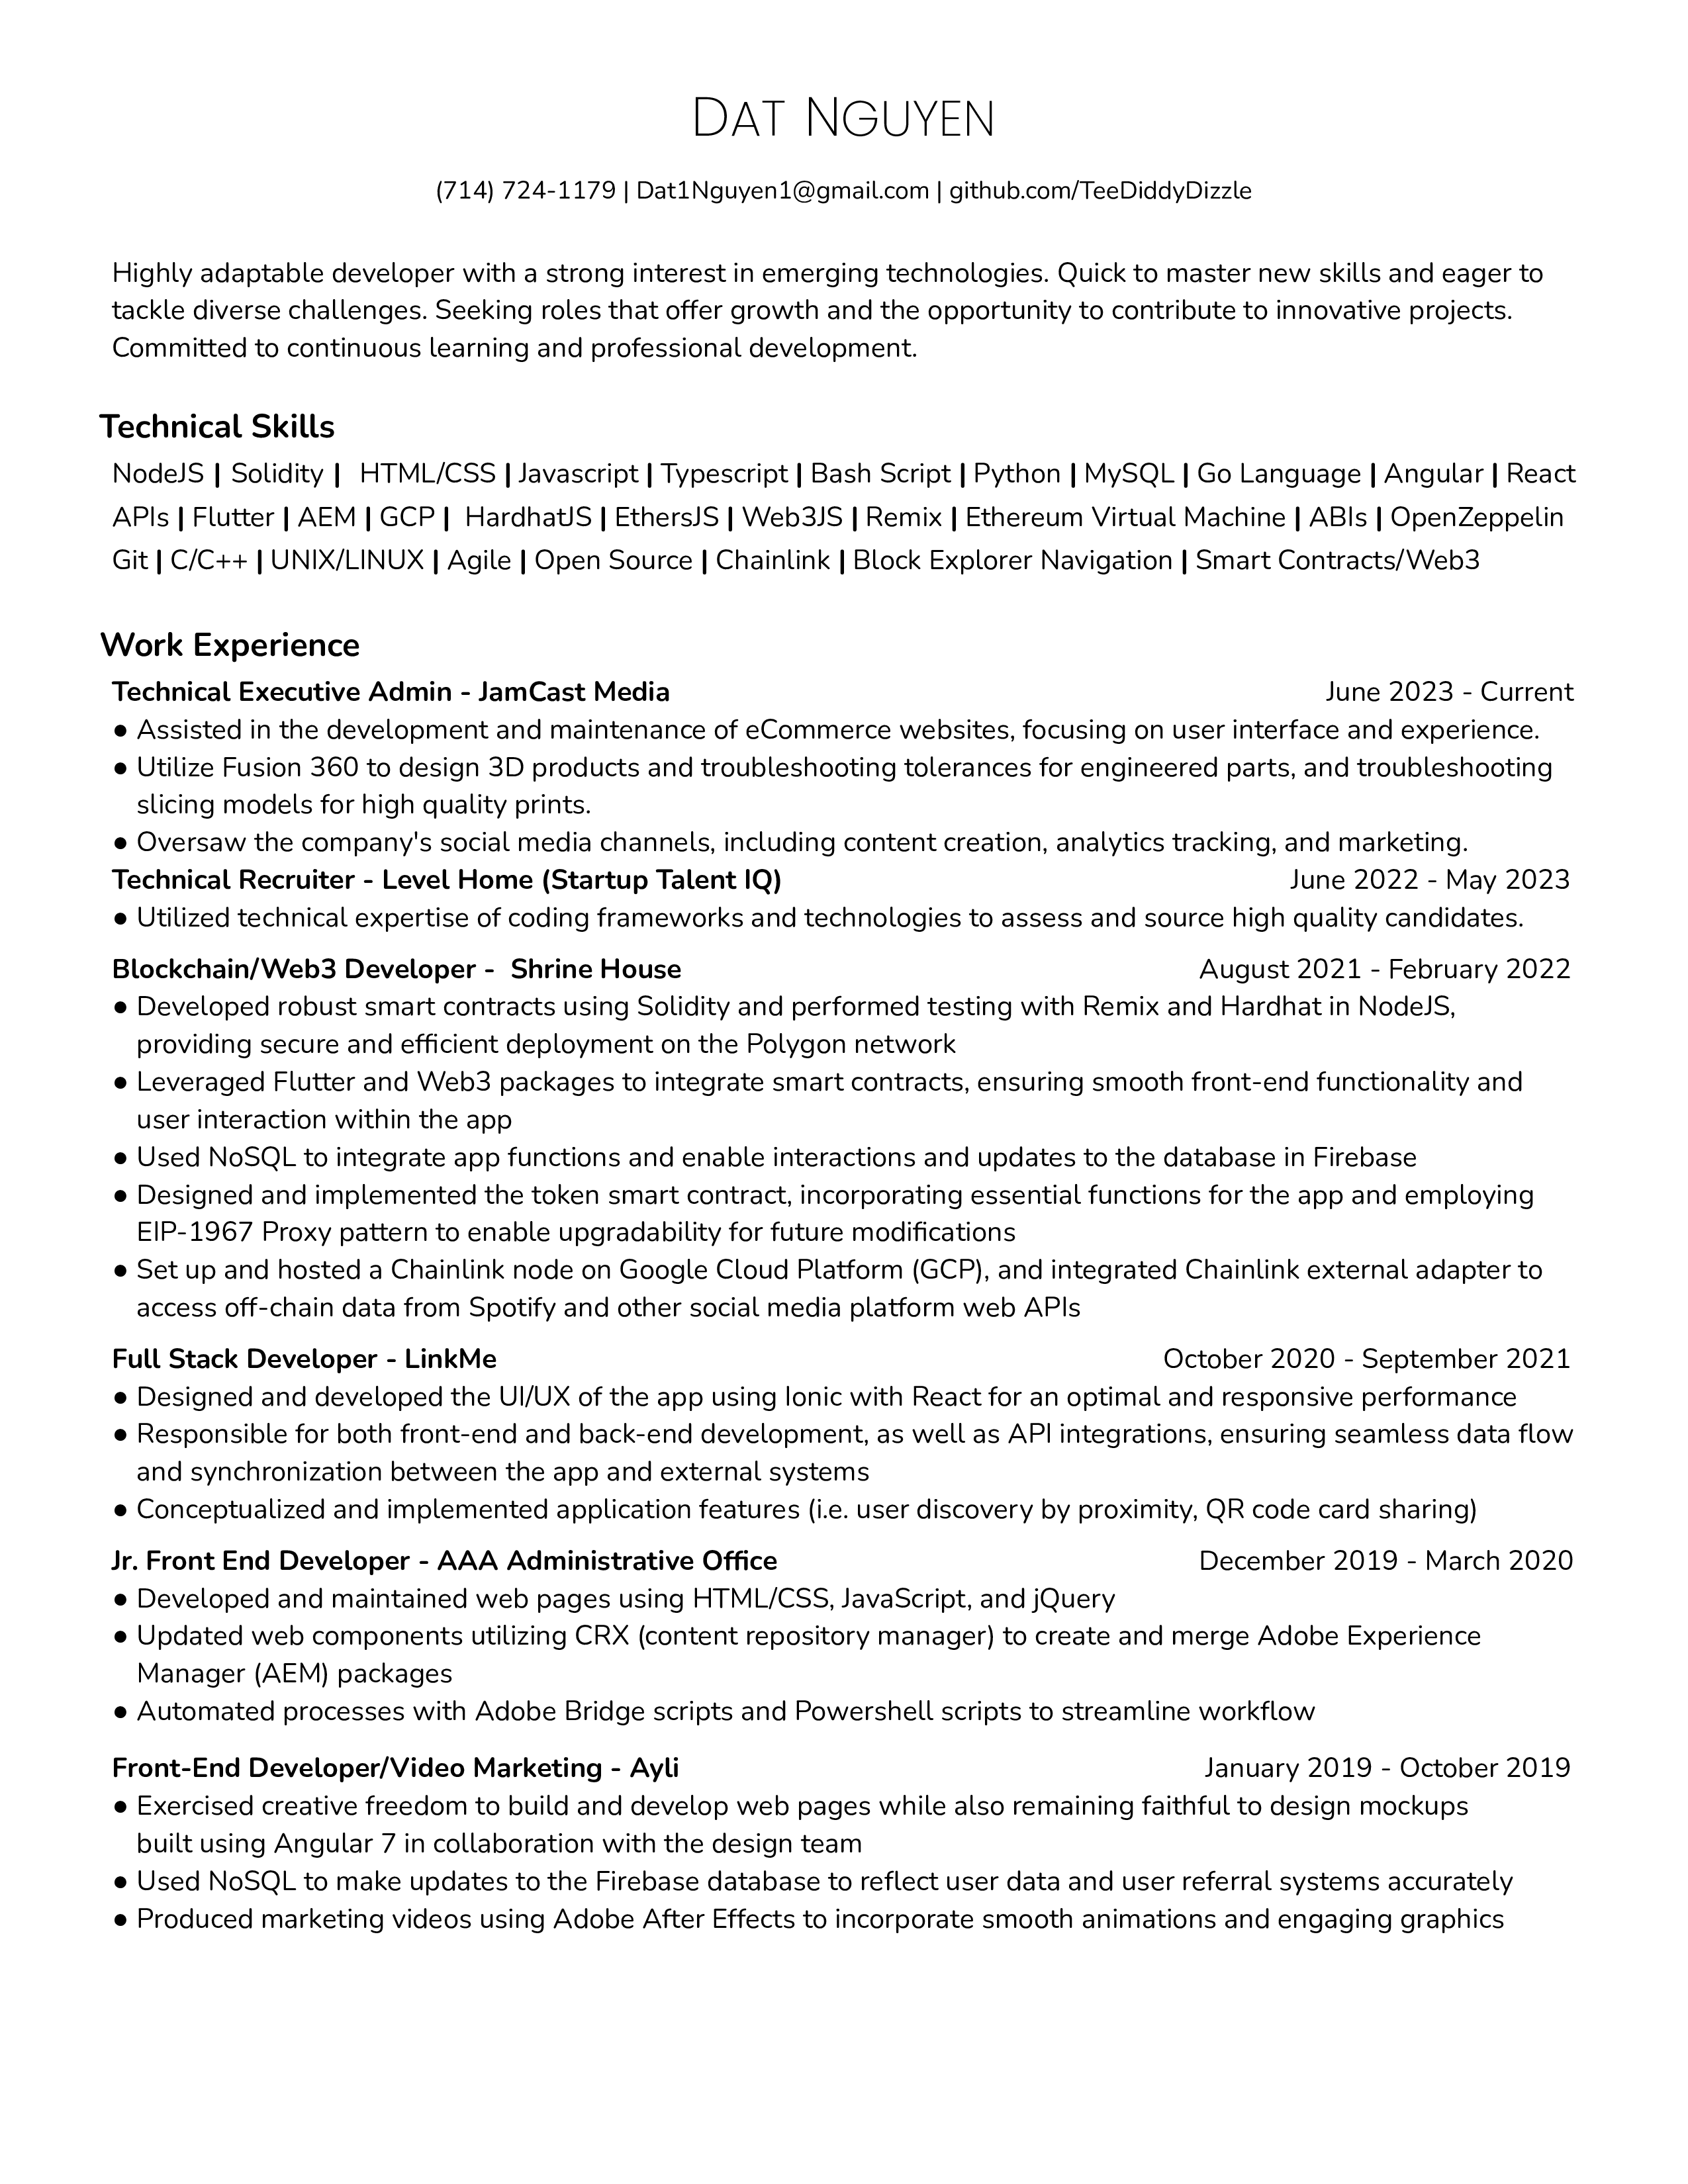 DAT NGUYEN
(714) 724-1179 | Dat1Nguyen1@gmail.com | github.com/TeeDiddyDizzle
Highly adaptable developer with a strong interest in emerging technologies. Quick to master new skills and eager to
tackle diverse challenges. Seeking roles that offer growth and the opportunity to contribute to innovative projects.
Committed to continuous learning and professional development.
Technical Skills
NodeJS | Solidity | HTML/CSS | Javascript | Typescript | Bash Script | Python | MySQL | Go Language | Angular | React
APIs | Flutter | AEM | GCP | HardhatJS | EthersJS | Web3JS | Remix | Ethereum Virtual Machine | ABIs | OpenZeppelin
Git | C/C++ | UNIX/LINUX | Agile | Open Source | Chainlink | Block Explorer Navigation | Smart Contracts/Web3
Work Experience
Technical Executive Admin - JamCast Media June 2023 - Current
● Assisted in the development and maintenance of eCommerce websites, focusing on user interface and experience.
● Utilize Fusion 360 to design 3D products and troubleshooting tolerances for engineered parts, and troubleshooting
slicing models for high quality prints.
● Oversaw the company's social media channels, including content creation, analytics tracking, and marketing.
Technical Recruiter - Level Home (Startup Talent IQ) June 2022 - May 2023
● Utilized technical expertise of coding frameworks and technologies to assess and source high quality candidates.
Blockchain/Web3 Developer - Shrine House August 2021 - February 2022
● Developed robust smart contracts using Solidity and performed testing with Remix and Hardhat in NodeJS,
providing secure and efficient deployment on the Polygon network
● Leveraged Flutter and Web3 packages to integrate smart contracts, ensuring smooth front-end functionality and
user interaction within the app
● Used NoSQL to integrate app functions and enable interactions and updates to the database in Firebase
● Designed and implemented the token smart contract, incorporating essential functions for the app and employing
EIP-1967 Proxy pattern to enable upgradability for future modifications
● Set up and hosted a Chainlink node on Google Cloud Platform (GCP), and integrated Chainlink external adapter to
access off-chain data from Spotify and other social media platform web APIs
Full Stack Developer - LinkMe October 2020 - September 2021
● Designed and developed the UI/UX of the app using Ionic with React for an optimal and responsive performance
● Responsible for both front-end and back-end development, as well as API integrations, ensuring seamless data flow
and synchronization between the app and external systems
● Conceptualized and implemented application features (i.e. user discovery by proximity, QR code card sharing)
Jr. Front End Developer - AAA Administrative Office December 2019 - March 2020
● Developed and maintained web pages using HTML/CSS, JavaScript, and jQuery
● Updated web components utilizing CRX (content repository manager) to create and merge Adobe Experience
Manager (AEM) packages
● Automated processes with Adobe Bridge scripts and Powershell scripts to streamline workflow
Front-End Developer/Video Marketing - Ayli January 2019 - October 2019
● Exercised creative freedom to build and develop web pages while also remaining faithful to design mockups
built using Angular 7 in collaboration with the design team
● Used NoSQL to make updates to the Firebase database to reflect user data and user referral systems accurately
● Produced marketing videos using Adobe After Effects to incorporate smooth animations and engaging graphics